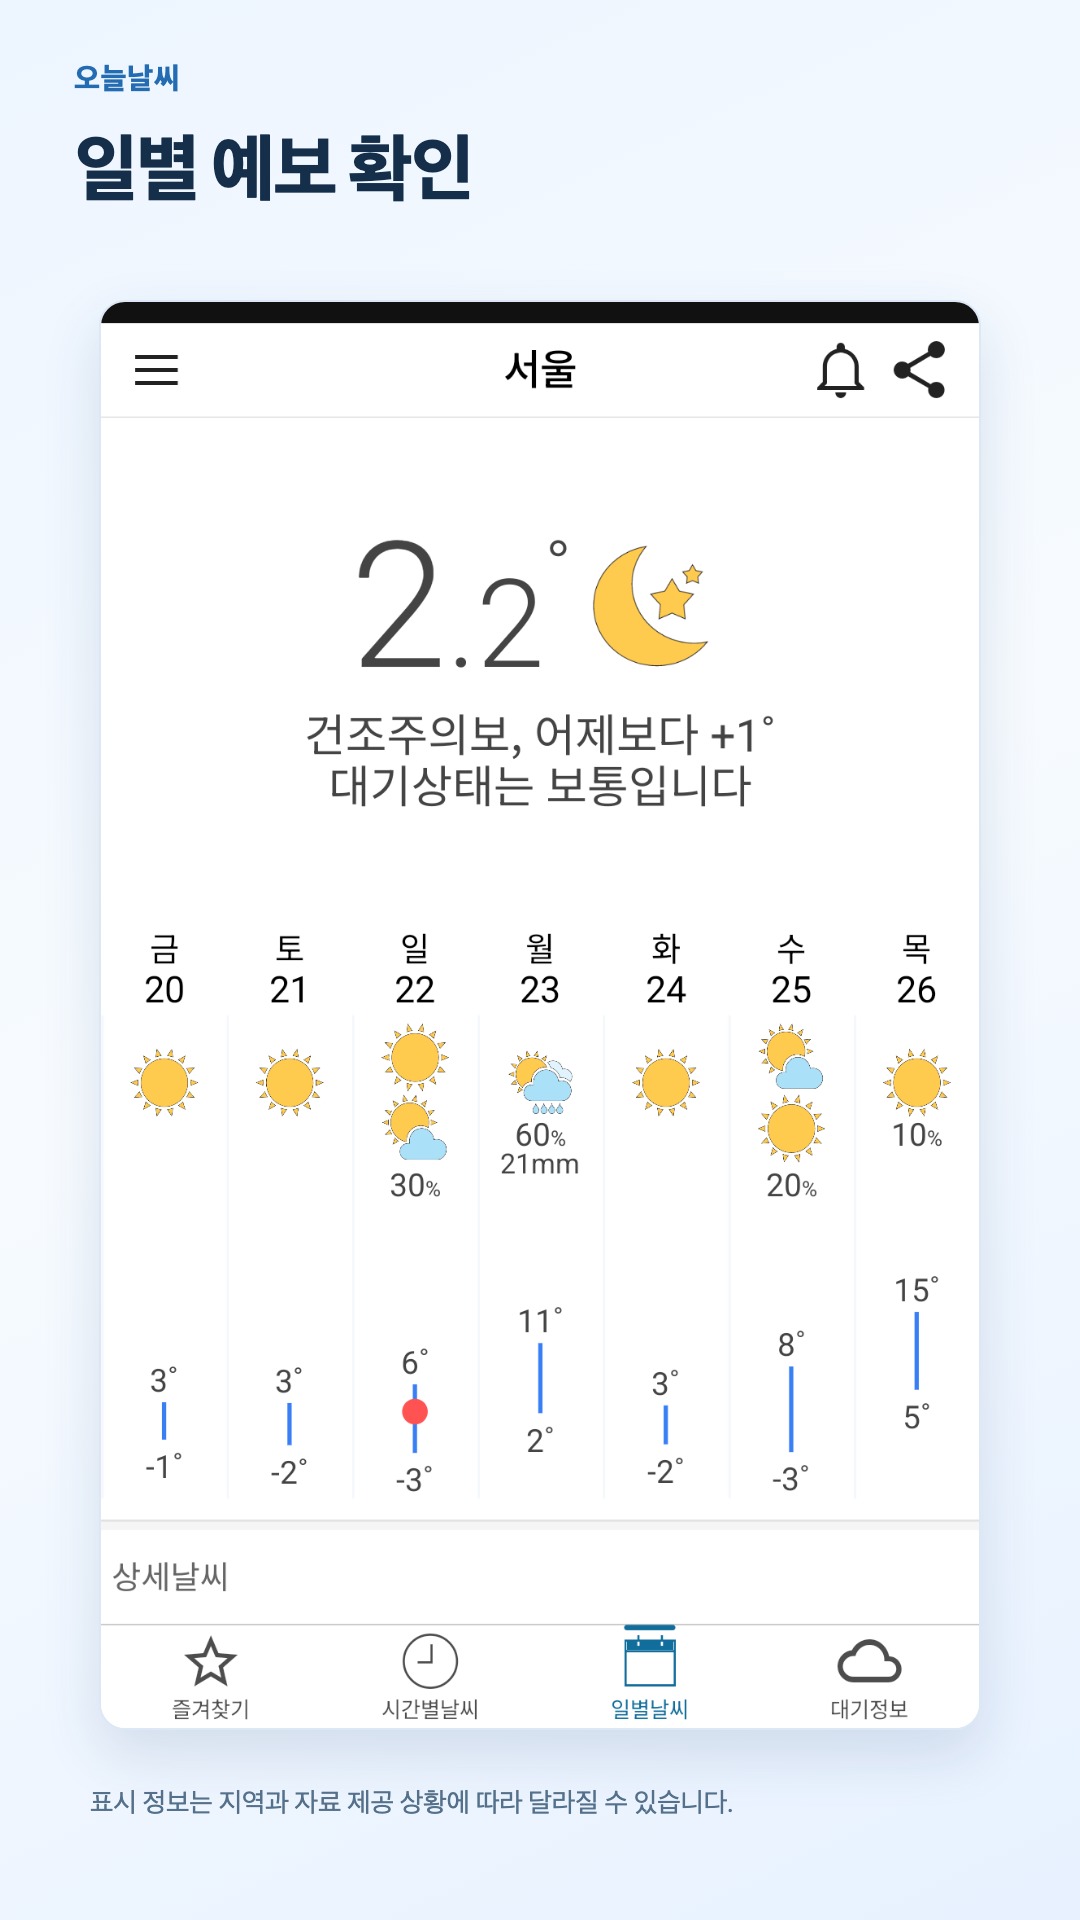 오늘날씨
일별 예보 확인
서울
2.2°
건조주의보, 어제보다 +1°
대기상태는 보통입니다
금 토 일 월 화 수 목
20 21 22 23 24 25 26
60% 10%
21mm
30% 20%
15°
11°
8°
6°
3° 3° 3°
5°
2°
-1° -2° -3° -2° -3°
상세날씨
즐겨찾기 시간별날씨 일별날씨 대기정보
표시 정보는 지역과 자료 제공 상황에 따라 달라질 수 있습니다.